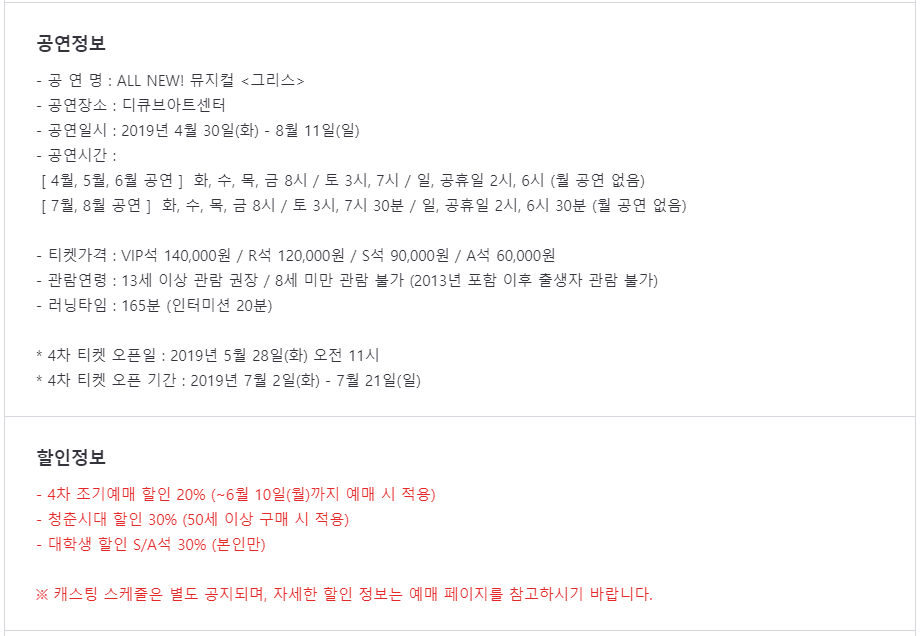 공연정보
- 공 연 명 : ALL NEW! 뮤지컬 <그리스>
- 공연장소 : 디큐브아트센터
- 공연일시 : 2019년 4월 30일(화) - 8월 11일(일)
- 공연시간 :
[ 4월, 5월, 6월 공연 ]  화, 수, 목, 금 8시 / 토 3시, 7시 / 일, 공휴일 2시, 6시 (월 공연 없음)
[ 7월, 8월 공연 ]  화, 수, 목, 금 8시 / 토 3시, 7시 30분 / 일, 공휴일 2시, 6시 30분 (월 공연 없음)
- 티켓가격 : VIP석 140,000원 / R석 120,000원 / S석 90,000원 / A석 60,000원
- 관람연령 : 13세 이상 관람 권장 / 8세 미만 관람 불가 (2013년 포함 이후 출생자 관람 불가)
- 러닝타임 : 165분 (인터미션 20분)
* 4차 티켓 오픈일 : 2019년 5월 28일(화) 오전 11시
* 4차 티켓 오픈 기간 : 2019년 7월 2일(화) - 7월 21일(일)
할인정보
- 4차 조기예매 할인 20% (~6월 10일(월)까지 예매 시 적용)
- 청춘시대 할인 30% (50세 이상 구매 시 적용)
- 대학생 할인 S/A석 30% (본인만)
※ 캐스팅 스케줄은 별도 공지되며, 자세한 할인 정보는 예매 페이지를 참고하시기 바랍니다.